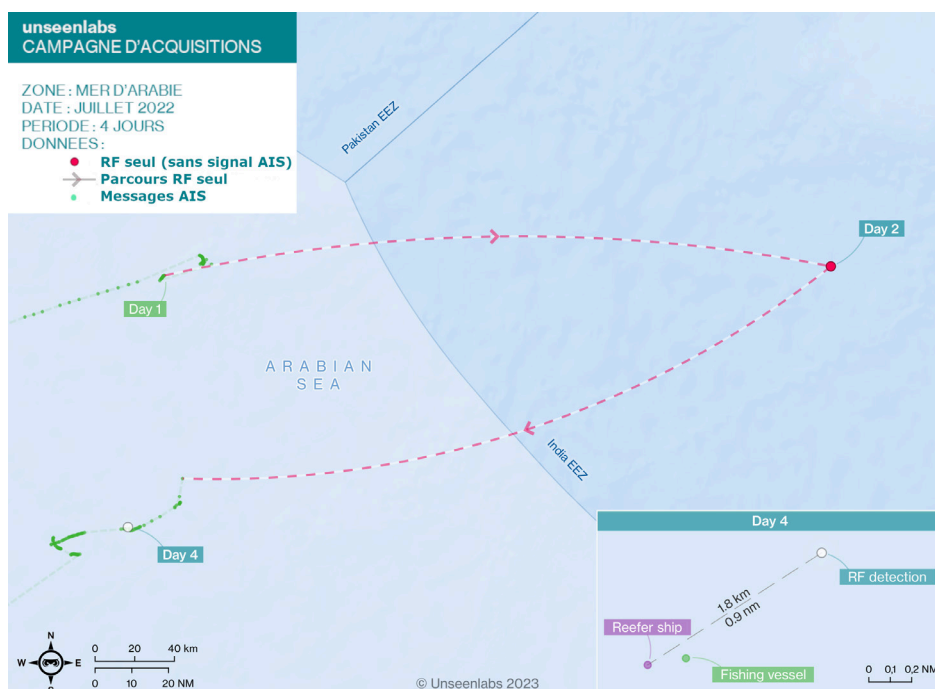 unseenlabs
CAMPAGNE D'ACQUISITIONS
ZONE : MER D'ARABIE
DATE : JUILLET 2022
PERIODE : 4 JOURS
DONNEES :
RF seul (sans signal AIS)
Parcours RF seul
Messages AIS
Pakistan EEZ
Day 2
Day 1
ARABIAN
SEA
India EEZ
Day 4
Day 4
RF detection
1.8 km
0.9 nm
Reefer ship
Fishing vessel
N
W
E
S
0 20 40 km
0 10 20 NM
0 0,1 0,2 NM
© Unseenlabs 2023